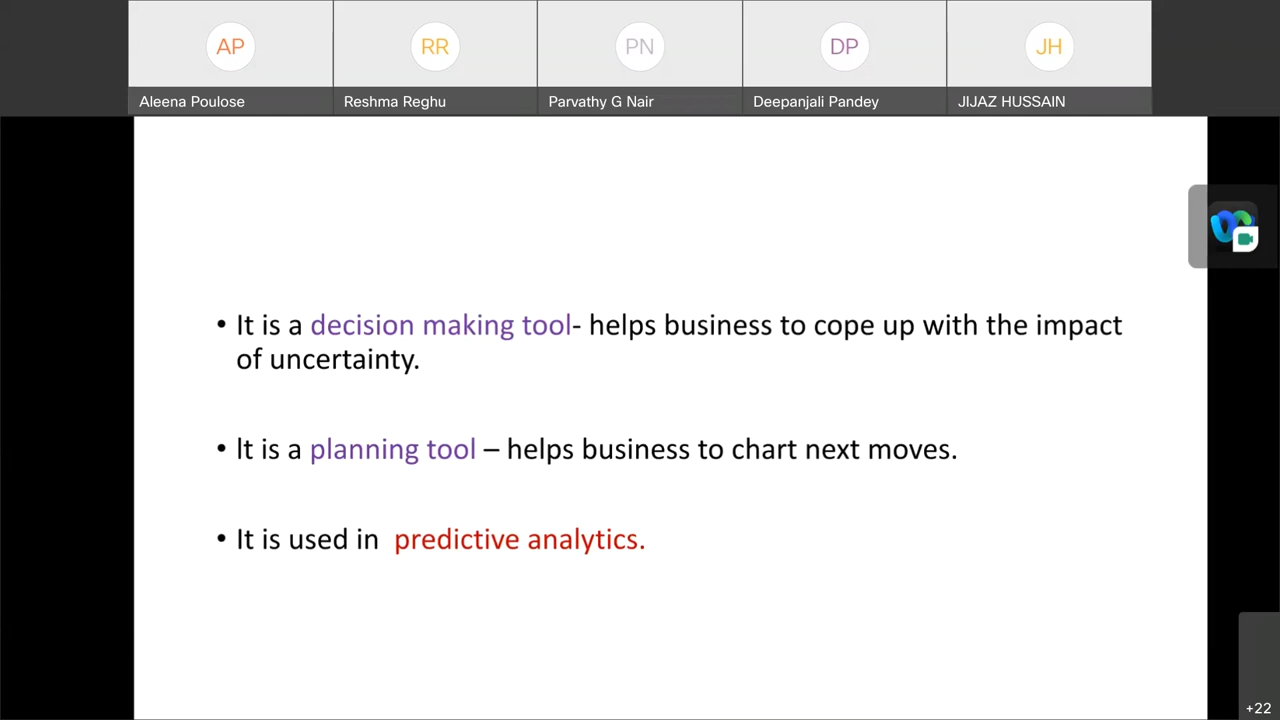 AP
RR
PN
DP
JH
Aleena Poulose
Reshma Reghu
Parvathy G Nair
Deepanjali Pandey
JIJAZ HUSSAIN
• It is a decision making tool- helps business to cope up with the impact
of uncertainty.
• It is a planning tool – helps business to chart next moves.
• It is used in predictive analytics.
+22